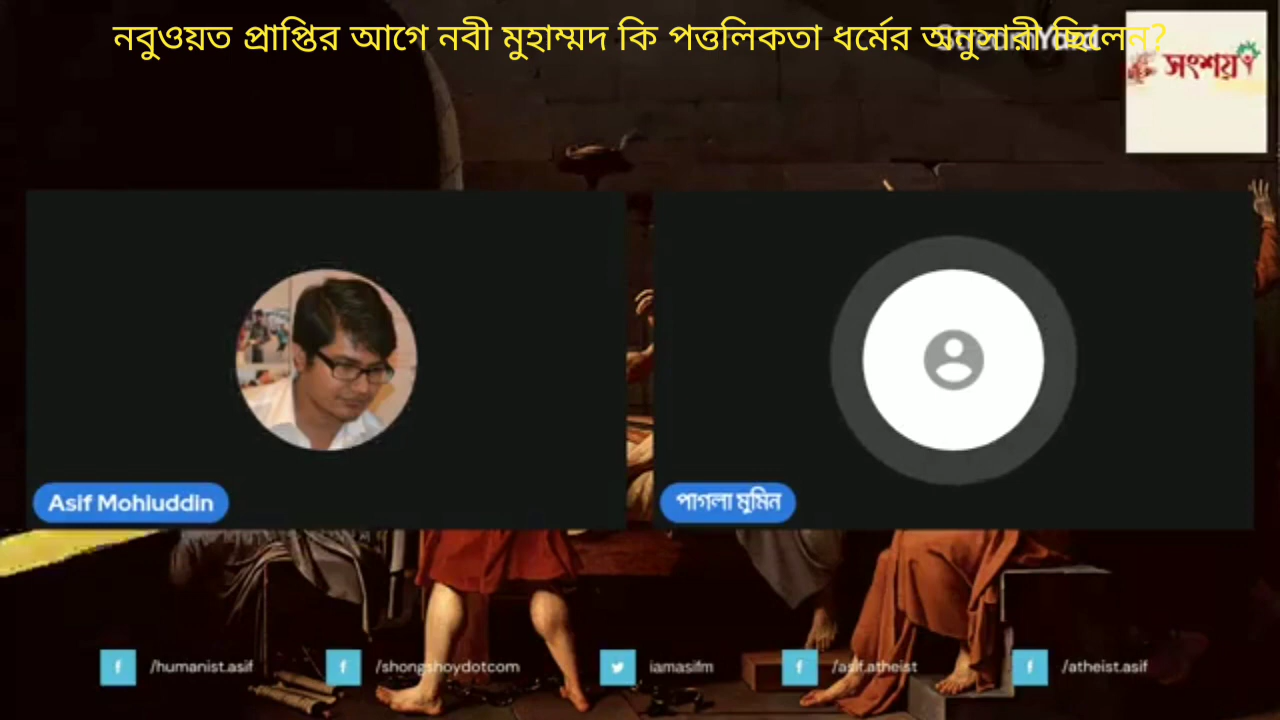 নবুওয়ত প্রাপ্তির আগে নবী মুহাম্মদ কি পত্তলিকতা ধর্মের অনুসারী ছিলেন?
সংশয়
Asif Mohiuddin
পাগলা মুমিন
/humanist.asif
/shongshoydotcom
iamasifm
/asif.atheist
/atheist.asif